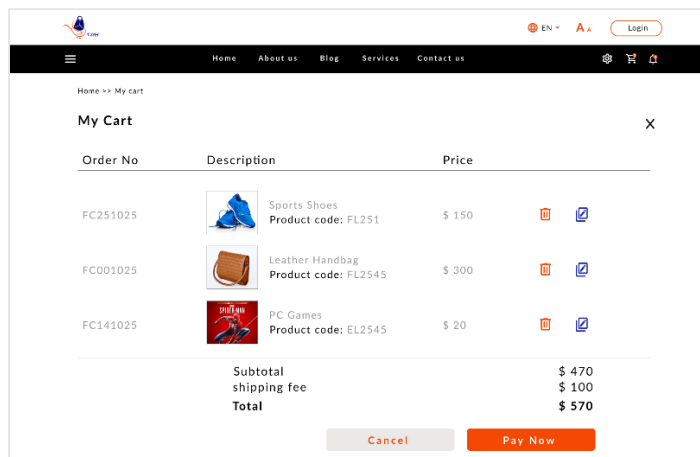 EN
A A
Login
Home About us Blog Services Contact us
Home >> My cart
My Cart
X
Order No Description Price
FC251025 Sports Shoes $ 150
Product code: FL251
FC001025 Leather Handbag $ 300
Product code: FL2545
FC141025 PC Games $ 20
Product code: EL2545
SPIDER-MAN
Subtotal $ 470
shipping fee $ 100
Total $ 570
Cancel Pay Now